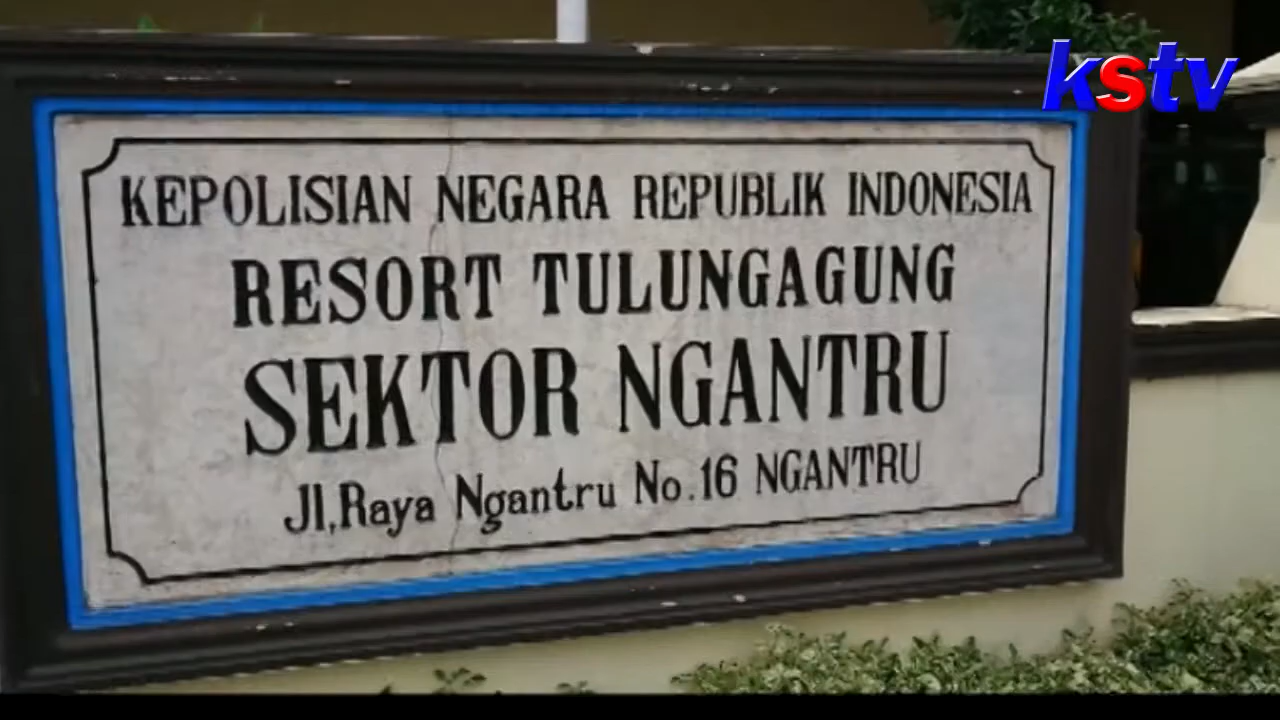 kstv
KEPOLISIAN NEGARA REPUBLIK INDONESIA
RESORT TULUNGAGUNG
SEKTOR NGANTRU
Jl,Raya Ngantru No.16 NGANTRU